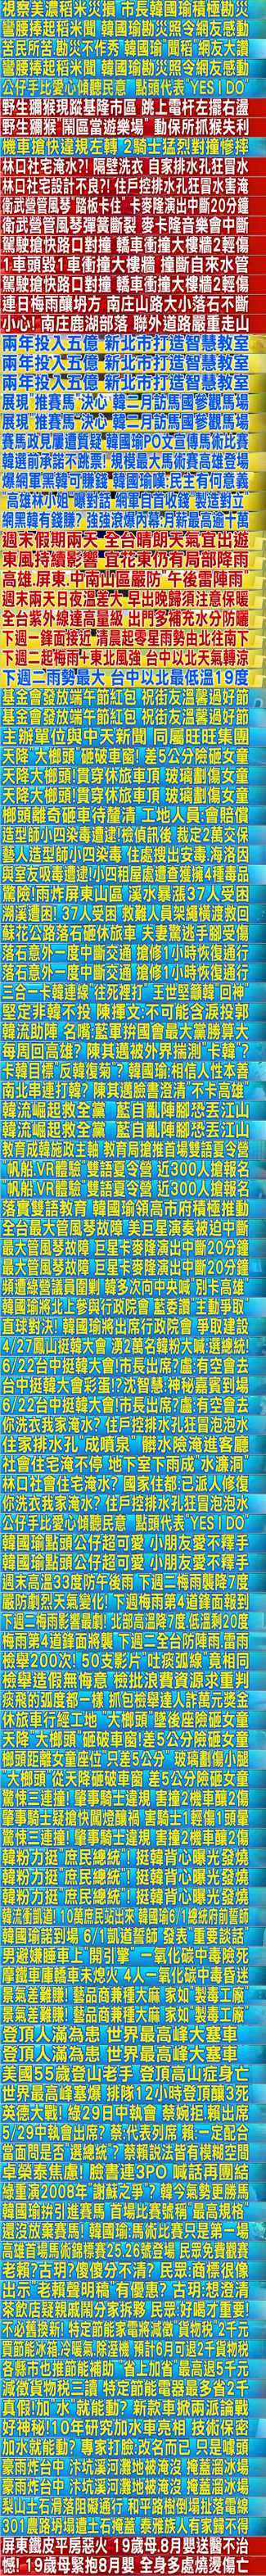 視察美濃稻米災損 市長韓國瑜積極勘災
彎腰捧起稻米聞 韓國瑜勘災照令網友感動
苦民所苦.勘災不作秀 韓國瑜"聞稻"網友大讚
彎腰捧起稻米聞 韓國瑜勘災照令網友感動
公仔手比愛心傾聽民意 點頭代表"YES I DO"
野生獼猴現蹤基隆市區 跳上電杆左擺右盪
野生獼猴"鬧區當遊樂場" 動保所抓猴失利
機車搶快違規左轉 2騎士猛烈對撞慘摔
林口社宅淹水?! 隔壁洗衣 自家排水孔狂冒水
林口社宅設計不良?! 住戶控排水孔狂冒水害淹
衛武營管風琴"踏板卡住" 卡麥隆演出中斷20分鐘
衛武營管風琴彈簧斷裂 麥卡隆音樂會中斷
駕駛搶快路口對撞 轎車衝撞大樓牆2輕傷
1車頭毀1車衝撞大樓牆 撞斷自來水管
駕駛搶快路口對撞 轎車衝撞大樓牆2輕傷
連日梅雨釀坍方 南庄山路大小落石不斷
小心! 南庄鹿湖部落 聯外道路嚴重走山
兩年投入五億 新北市打造智慧教室
兩年投入五億 新北市打造智慧教室
兩年投入五億 新北市打造智慧教室
展現"推賽馬"決心 韓二月訪馬國參觀馬場
展現"推賽馬"決心 韓二月訪馬國參觀馬場
賽馬政見屢遭質疑 韓國瑜PO文宣傳馬術比賽
韓選前承諾不跳票! 規模最大馬術賽高雄登場
爆網軍黑韓可賺錢 韓國瑜嘆:民主有何意義
"高雄林小姐"曝對話"網軍自國收錢"製造對立"
網黑韓有錢賺? 強強滾爆內幕:月薪最高逾十萬
週末假期兩天 全台晴朗天氣宜出遊
東風持續影響 宜花東仍有局部降雨
高雄.屏東.中南山區嚴防"午後雷陣雨"
週末兩天日夜溫差大 早出晚歸須注意保暖
全台紫外線達高量級 出門多補充水分防曬
下週一鋒面接近 清晨起零星雨勢由北往南下
下週二起梅雨+東北風強 台中以北天氣轉涼
下週二雨勢最大 台中以北最低溫19度
基金會發放端午節紅包 祝街友溫馨過好節
基金會發放端午節紅包 祝街友溫馨過好節
主辦單位與中天新聞 同屬旺旺集團
天降"大榔頭"砸破車窗! 差5公分險砸女童
天降大榔頭!貫穿休旅車頂 玻璃劃傷女童
天降大榔頭!貫穿休旅車頂 玻璃劃傷女童
榔頭離奇砸車待釐清 工地人員:會賠償
造型師小四染毒遭逮!檢偵訊後 裁定2萬交保
藝人造型師小四染毒 住處搜出安毒.海洛因
與室友吸毒遭逮!小四租屋處遭查獲擁4種毒品
驚險!雨炸屏東山區 溪水暴漲37人受困
溯溪遭困! 37人受困"救難人員架繩橫渡救回
蘇花公路落石砸休旅車 夫妻驚逃手腳受傷
落石意外一度中斷交通 搶修1小時恢復通行
落石意外一度中斷交通 搶修1小時恢復通行
三合一卡韓連線"往死裡打" 王世堅籲韓"回神"
堅定非韓不投 陳揮文:不可能含淚投郭
韓流助陣 名嘴:藍軍拚國會最大黨勝算大
每周回高雄? 陳其邁被外界揣測"卡韓"?
卡韓目標"反韓復菊"? 韓國瑜:相信人性本善
南北串連打韓? 陳其邁臉書澄清"不卡高雄"
韓流崛起救全黨 藍自亂陣腳恐丟江山
韓流崛起救全黨 藍自亂陣腳恐丟江山
教育成韓施政主軸 教育局搶推首場雙語夏令營
"帆船.VR體驗"雙語夏令營 近300人搶報名
"帆船.VR體驗"雙語夏令營 近300人搶報名
落實雙語教育 韓國瑜領高市府積極推動
全台最大管風琴故障 美巨星演奏被迫中斷
最大管風琴故障 巨星卡麥隆演出中斷20分鐘
最大管風琴故障 巨星卡麥隆演出中斷20分鐘
頻遭綠營議員圍剿 韓多次向中央喊"別卡高雄"
韓國瑜將北上參與行政院會 藍委讚"主動爭取"
直球對決! 韓國瑜將出席行政院會 爭取建設
4/27鳳山挺韓大會 湧2萬名韓粉大喊:選總統!
6/22台中挺韓大會!市長出席?盧:有空會去
台中挺韓大會彩蛋!?沈智慧:神秘嘉賓到場
6/22台中挺韓大會!市長出席?盧:有空會去
你洗衣我家淹水? 住戶控排水孔狂冒泡泡水
住家排水孔"成噴泉" 髒水險淹進客廳
社會住宅淹不停 地下室下雨成"水濂洞"
林口社會住宅淹水? 國家住都:已派人修復
你洗衣我家淹水? 住戶控排水孔狂冒泡泡水
公仔手比愛心傾聽民意 點頭代表"YES I DO"
韓國瑜點頭公仔超可愛 小朋友愛不釋手
韓國瑜點頭公仔超可愛 小朋友愛不釋手
週末高溫33度防午後雨 下週二梅雨襲降7度
嚴防劇烈天氣變化! 下週梅雨第4道鋒面報到
下週二梅雨影響最劇! 北部高溫降7度.低溫剩20度
梅雨第4道鋒面將襲"下週二全台防陣雨.雷雨
檢舉200次! 50支影片"吐痰弧線"竟相同
檢舉造假無悔意 檢批浪費資源求重判
痰飛的弧度都一樣 抓包檢舉達人詐萬元獎金
休旅車行經工地 "大榔頭"墜後座險砸女童
天降"大榔頭"砸破車窗!差5公分險砸女童
榔頭距離女童座位"只差5公分" 玻璃劃傷小腿
"大榔頭"從天降砸破車窗 差5公分險砸女童
驚悚三連撞! 肇事騎士違規 害撞2機車釀2傷
肇事騎士疑搶快闖燈釀禍 害騎士1輕傷1頭暈
驚悚三連撞! 肇事騎士違規 害撞2機車釀2傷
韓粉力挺"庶民總統"! 挺韓背心曝光發燒
韓粉力挺"庶民總統"! 挺韓背心曝光發燒
韓粉力挺"庶民總統"! 挺韓背心曝光發燒
韓流衝凱道! 10萬庶民站出來 韓國瑜6/1總統府前誓師
韓國瑜諾到場 6/1凱道誓師 發表"重要談話"
男避嫌睡車上"開引擎" 一氧化碳中毒險死
摩鐵車庫轎車未熄火 4人一氧化碳中毒昏迷
景氣差難賺! 藝品商兼種大麻 家如"製毒工廠"
景氣差難賺! 藝品商兼種大麻 家如"製毒工廠"
登頂人滿為患 世界最高峰大塞車
登頂人滿為患 世界最高峰大塞車
美國55歲登山老手 登頂高山症身亡
世界最高峰塞爆 排隊12小時登頂釀3死
英德大戰! 綠29日中執會 蔡婉拒賴出席
5/29中執會出席? 蔡:代表列席 賴:一定配合
當面問是否"選總統"? 蔡賴說法皆有模糊空間
卓榮泰焦慮! 臉書連3PO 喊話再團結
綠重演2008年"謝蘇之爭"? 韓今氣勢更勝馬
韓國瑜拚引進賽馬"首場比賽號稱"最高規格"
還沒放棄賽馬! 韓國瑜:馬術比賽只是第一場
高雄首場馬術錦標賽25.26號登場 民眾免費觀賽
老賴?古玥?傻傻分不清? 民眾:商標很像
出示"老賴聲明稿"有優惠? 古玥:想澄清
茶飲店疑親戚鬧分家拆夥 民眾:好喝才重要!
不必舊換新! 特定節能家電將減徵"貨物稅"2千元
買節能冰箱.冷暖氣.除溼機 預計6月可退2千貨物稅
各縣市也推節能補助 "省上加省"最高退5千元
減徵貨物稅三讀 特定節能電器最多省2千
真假!加"水"就能動? 新款車掀兩派論戰
好神秘!10年研究加水車亮相 技術保密
加水就能動? 專家打臉:改名而已 只是噱頭
豪雨炸台中 汴坑溪河灘地被淹沒 掩蓋溜冰場
豪雨炸台中 汴坑溪河灘地被淹沒 掩蓋溜冰場
梨山土石滑落阻礙通行 和平路樹倒塌扯落電線
301農路坍塌遭土石掩蓋"泰雅族人有家歸不得
屏東鐵皮平房惡火 19歲母.8月嬰送醫不治
憾! 19歲母緊抱8月嬰 全身多處燒燙傷亡